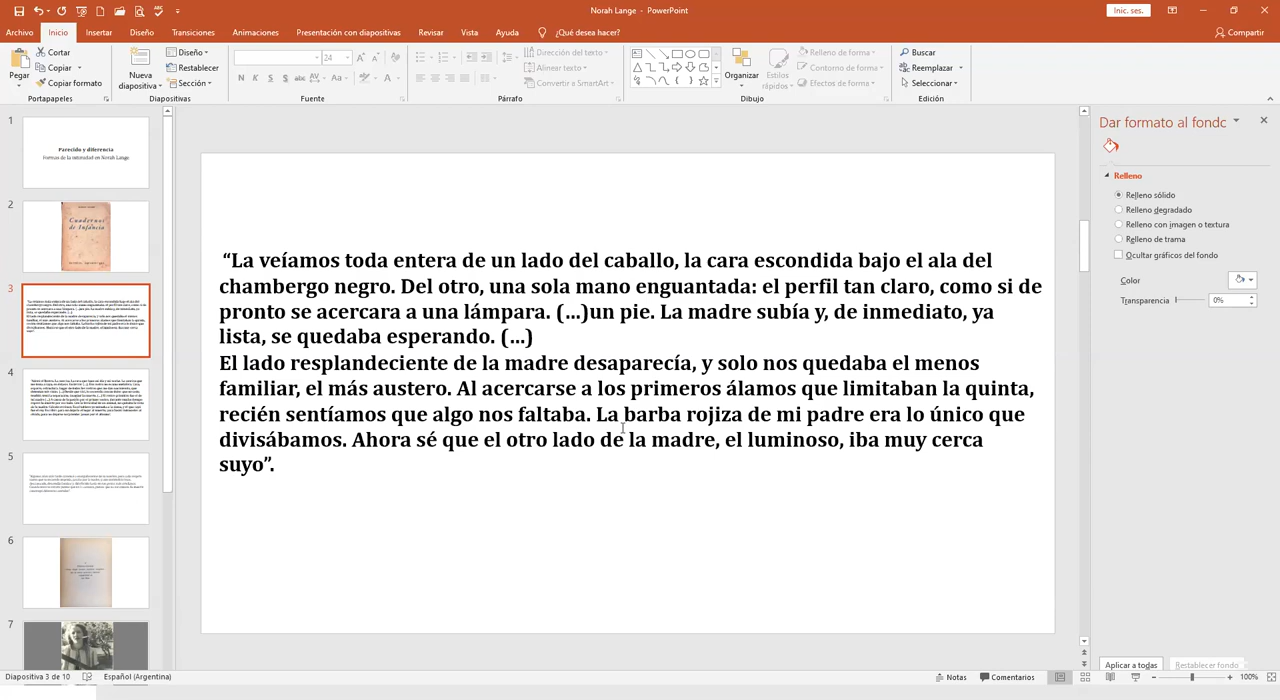 Norah Lange - PowerPoint
Inic. ses.
Archivo Inicio Insertar Diseño Transiciones Animaciones Presentación con diapositivas Revisar Vista Ayuda ¿Qué desea hacer? Compartir
Pegar
Cortar
Copiar
Copiar formato
Portapapeles
Nueva diapositiva
Diseño
Restablecer
Sección
Diapositivas
24
N K S S abc AV Aa A
Fuente
Dirección del texto
Alinear texto
Convertir a SmartArt
Párrafo
Organizar
Estilos rápidos
Relleno de forma
Contorno de forma
Efectos de forma
Dibujo
Buscar
Reemplazar
Seleccionar
Edición
1
Parecido y diferencia
Formas de la intimidad en Norah Lange
2
Cuadernos
de
Infancia
3
4
5
6
7
“La veíamos toda entera de un lado del caballo, la cara escondida bajo el ala del
chambergo negro. Del otro, una sola mano enguantada: el perfil tan claro, como si de
pronto se acercara a una lámpara. (…)un pie. La madre subía y, de inmediato, ya
lista, se quedaba esperando. (…)
El lado resplandeciente de la madre desaparecía, y solo nos quedaba el menos
familiar, el más austero. Al acercarse a los primeros álamos que limitaban la quinta,
recién sentíamos que algo nos faltaba. La barba rojiza de mi padre era lo único que
divisábamos. Ahora sé que el otro lado de la madre, el luminoso, iba muy cerca
suyo”.
Dar formato al fondo
Relleno
Relleno sólido
Relleno degradado
Relleno con imagen o textura
Relleno de trama
Ocultar gráficos del fondo
Color
Transparencia 0%
Aplicar a todas Restablecer fondo
Diapositiva 3 de 10 Español (Argentina) Notas Comentarios 100%